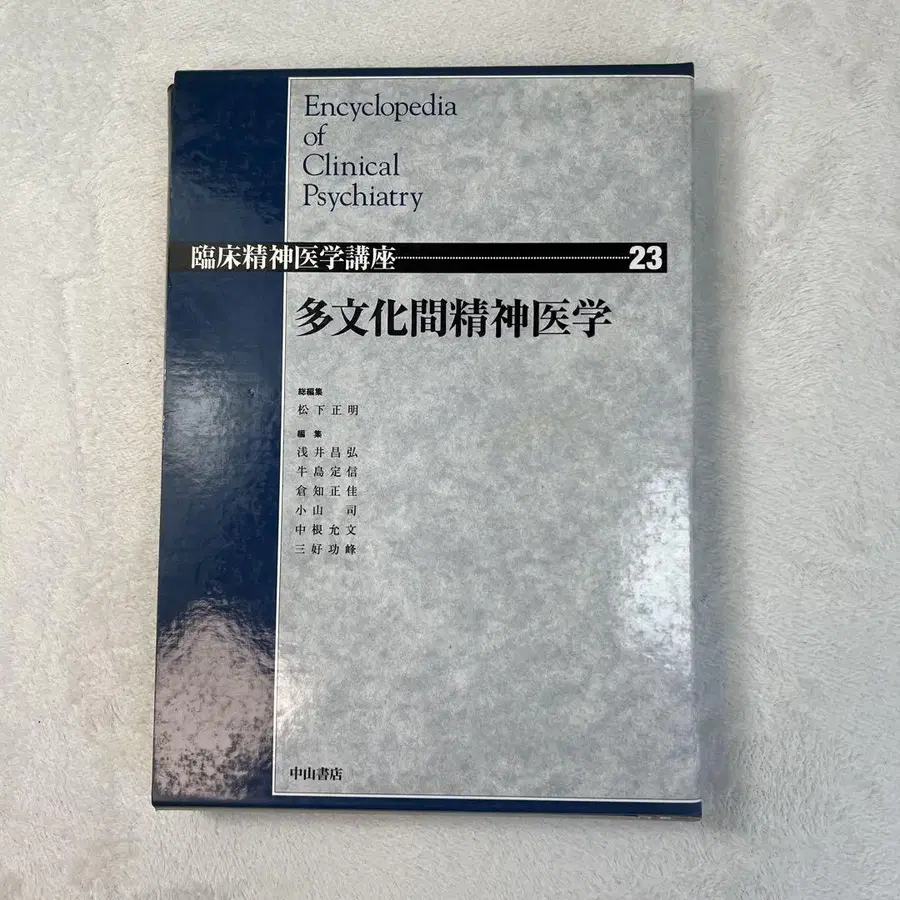 Encyclopedia
of
Clinical
Psychiatry
臨床精神医学講座 23
多文化間精神医学
総編集
松下正明
編集
浅井昌弘
牛島定信
倉知正佳
小山 司
中根允文
三好功峰
中山書店